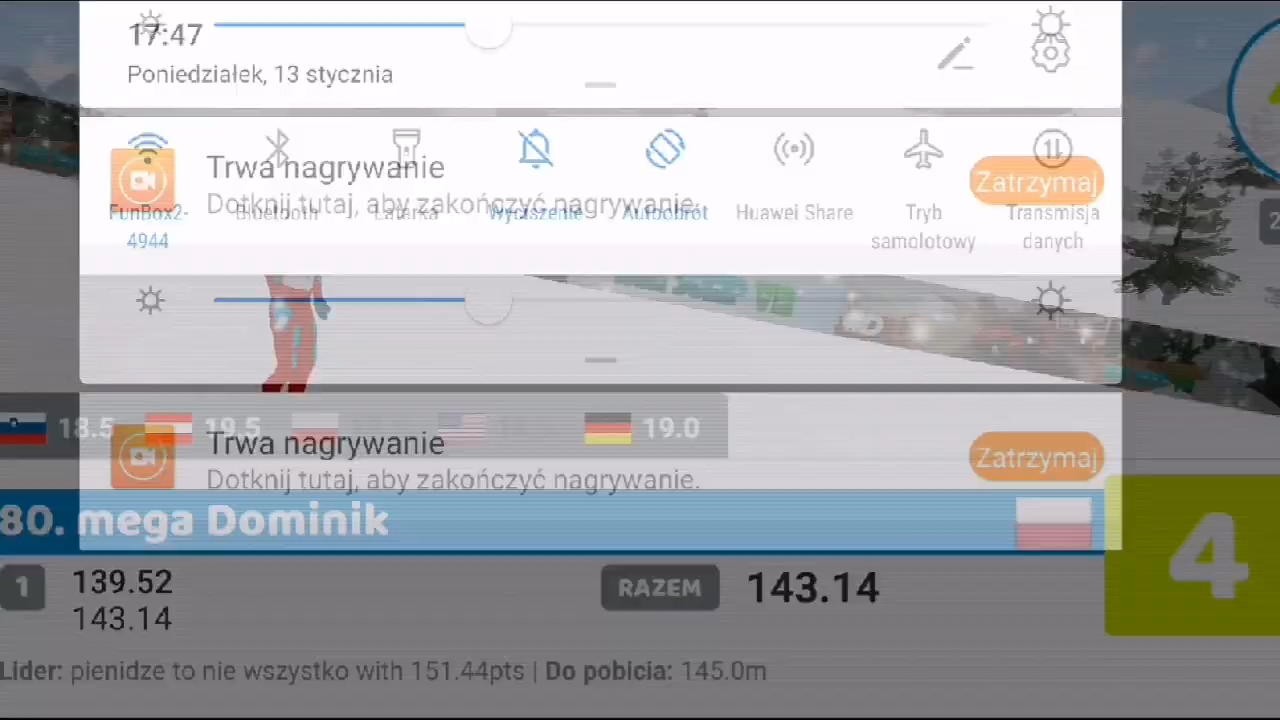 17:47
Poniedziałek, 13 stycznia
Trwa nagrywanie
Zatrzymaj
Dotknij tutaj, aby zakończyć nagrywanie.
FunBox2-4944
Bluetooth
Latarka
Wyciszenie
Autoobrót
Huawei Share
Tryb samolotowy
Transmisja danych
18.5 19.5 19.0
Trwa nagrywanie
Zatrzymaj
Dotknij tutaj, aby zakończyć nagrywanie.
80. mega Dominik
4
1 139.52 RAZEM 143.14
143.14
Lider: pienidze to nie wszystko with 151.44pts | Do pobicia: 145.0m